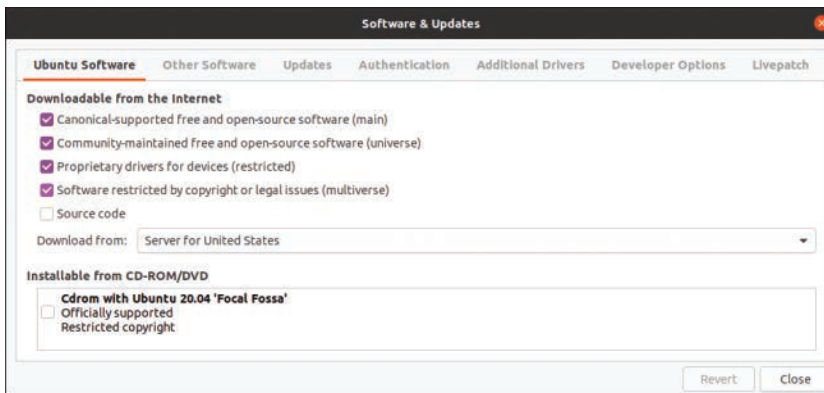 Software & Updates
Ubuntu Software Other Software Updates Authentication Additional Drivers Developer Options Livepatch
Downloadable from the Internet
Canonical-supported free and open-source software (main)
Community-maintained free and open-source software (universe)
Proprietary drivers for devices (restricted)
Software restricted by copyright or legal issues (multiverse)
Source code
Download from: Server for United States
Installable from CD-ROM/DVD
Cdrom with Ubuntu 20.04 'Focal Fossa'
Officially supported
Restricted copyright
Revert Close